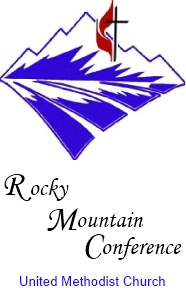 Rocky
Mountain
Conference
United Methodist Church